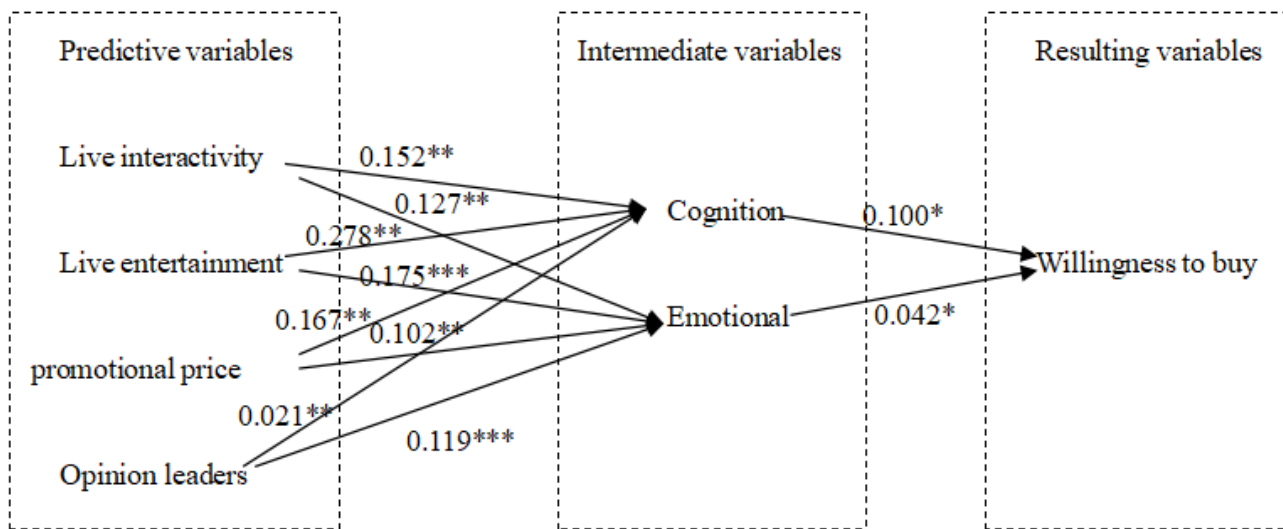 Predictive variables
Intermediate variables
Resulting variables
Live interactivity
0.152**
0.127**
Cognition
0.100*
0.278**
Live entertainment
0.175***
Willingness to buy
0.167**
0.102**
Emotional
0.042*
promotional price
0.021**
0.119***
Opinion leaders